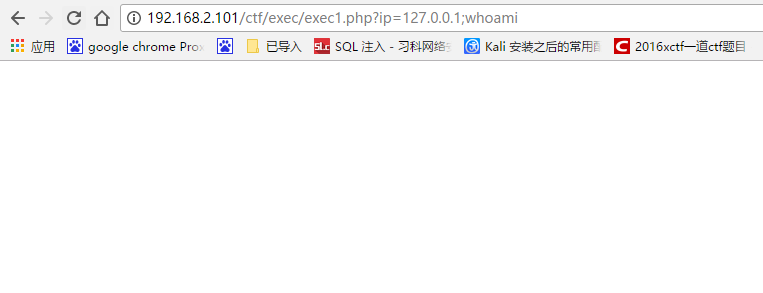 192.168.2.101/ctf/exec/exec1.php?ip=127.0.0.1;whoami
应用 google chrome Prox 已导入 SQL 注入 - 习科网络 Kali 安装之后的常用 2016xctf一道ctf题目